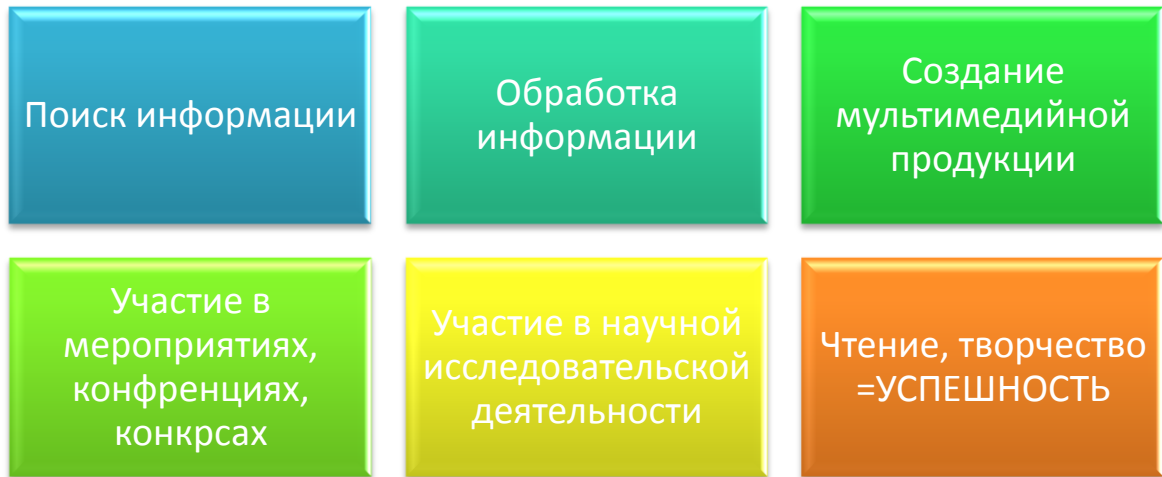 Поиск информации
Обработка
информации
Создание
мультимедийной
продукции
Участие в
мероприятиях,
конфренциях,
конкрсах
Участие в научной
исследовательской
деятельности
Чтение, творчество
=УСПЕШНОСТЬ